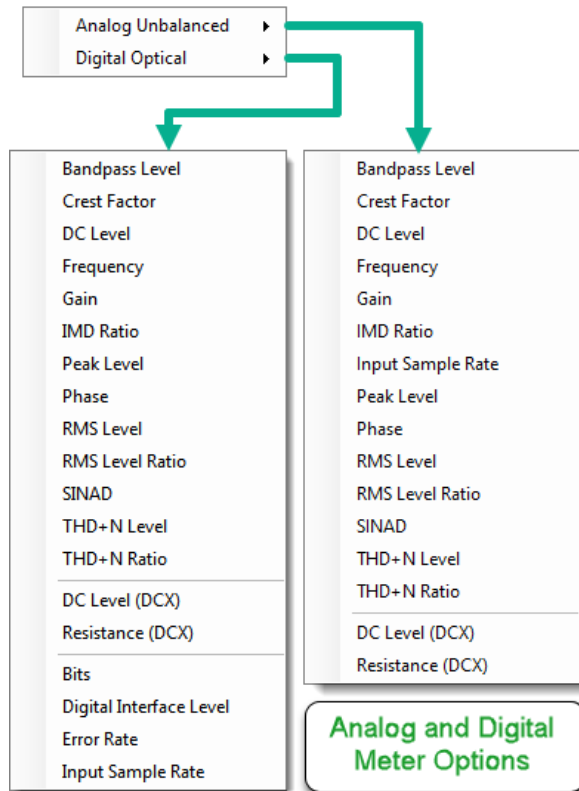 Analog Unbalanced
Digital Optical
Bandpass Level
Crest Factor
DC Level
Frequency
Gain
IMD Ratio
Peak Level
Phase
RMS Level
RMS Level Ratio
SINAD
THD+N Level
THD+N Ratio
DC Level (DCX)
Resistance (DCX)
Bits
Digital Interface Level
Error Rate
Input Sample Rate
Bandpass Level
Crest Factor
DC Level
Frequency
Gain
IMD Ratio
Input Sample Rate
Peak Level
Phase
RMS Level
RMS Level Ratio
SINAD
THD+N Level
THD+N Ratio
DC Level (DCX)
Resistance (DCX)
Analog and Digital
Meter Options